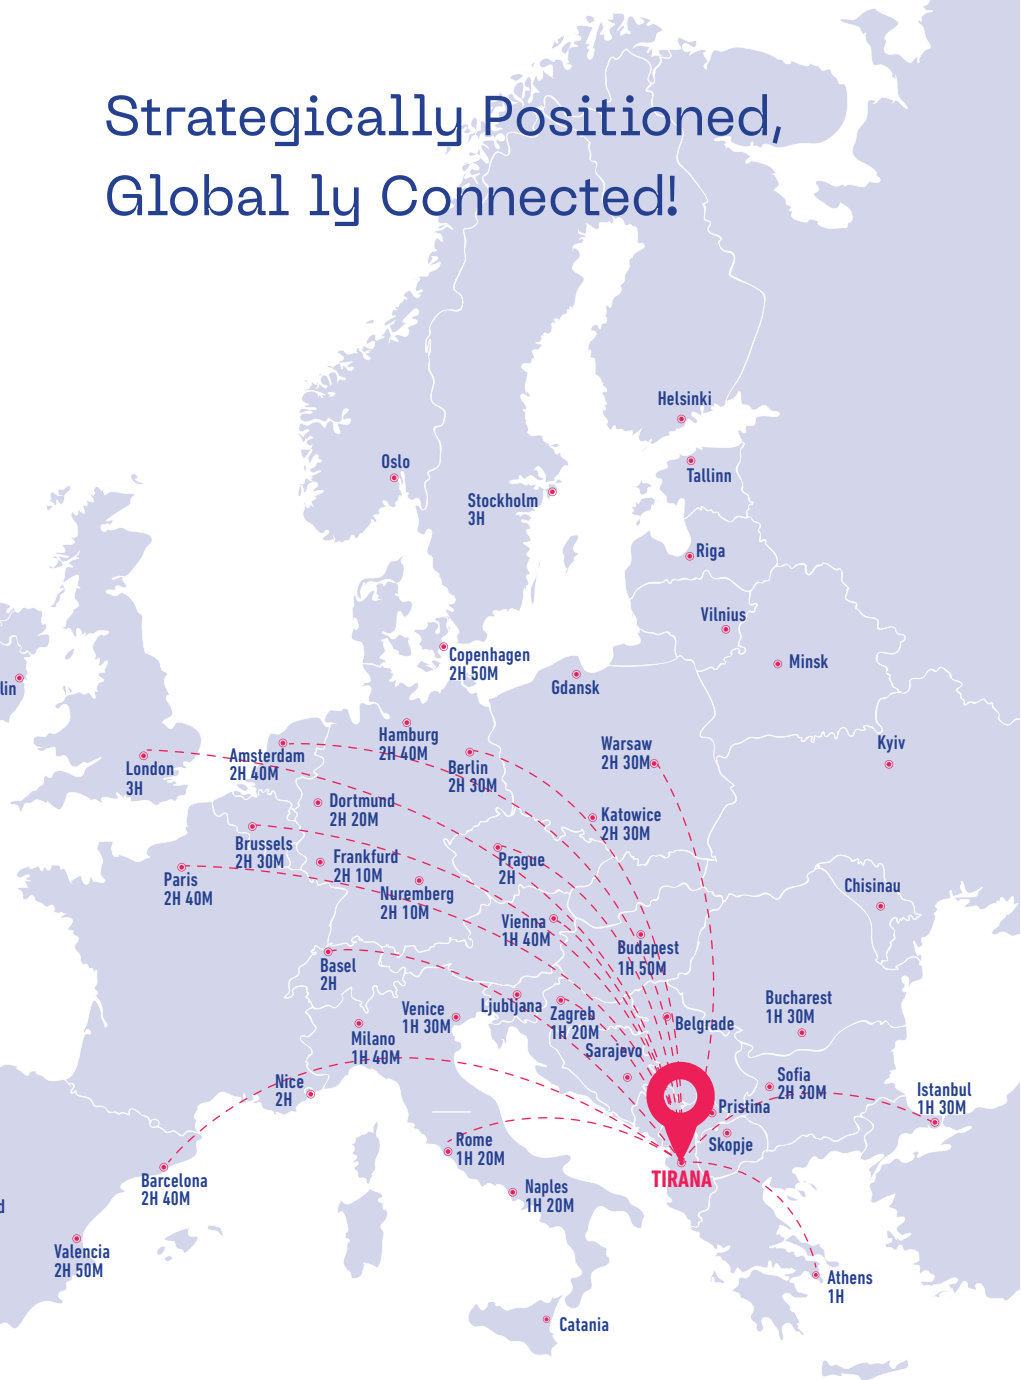 Strategically Positioned,
Global ly Connected!
Helsinki
Oslo
Tallinn
Stockholm
3H
Riga
Vilnius
Copenhagen
2H 50M
Minsk
lin
Gdansk
Hamburg
2H 40M
Warsaw
2H 30M
Kyiv
Amsterdam
2H 40M
London
3H
Berlin
2H 30M
Dortmund
2H 20M
Katowice
2H 30M
Brussels
2H 30M
Frankfurd
2H 10M
Prague
2H
Paris
2H 40M
Nuremberg
2H 10M
Chisinau
Vienna
1H 40M
Budapest
1H 50M
Basel
2H
Venice
1H 30M
Ljubljana
Zagreb
1H 20M
Bucharest
1H 30M
Belgrade
Milano
1H 40M
Sarajevo
Nice
2H
Sofia
2H 30M
Istanbul
1H 30M
Pristina
Rome
1H 20M
Skopje
TIRANA
Barcelona
2H 40M
Naples
1H 20M
d
Valencia
2H 50M
Athens
1H
Catania